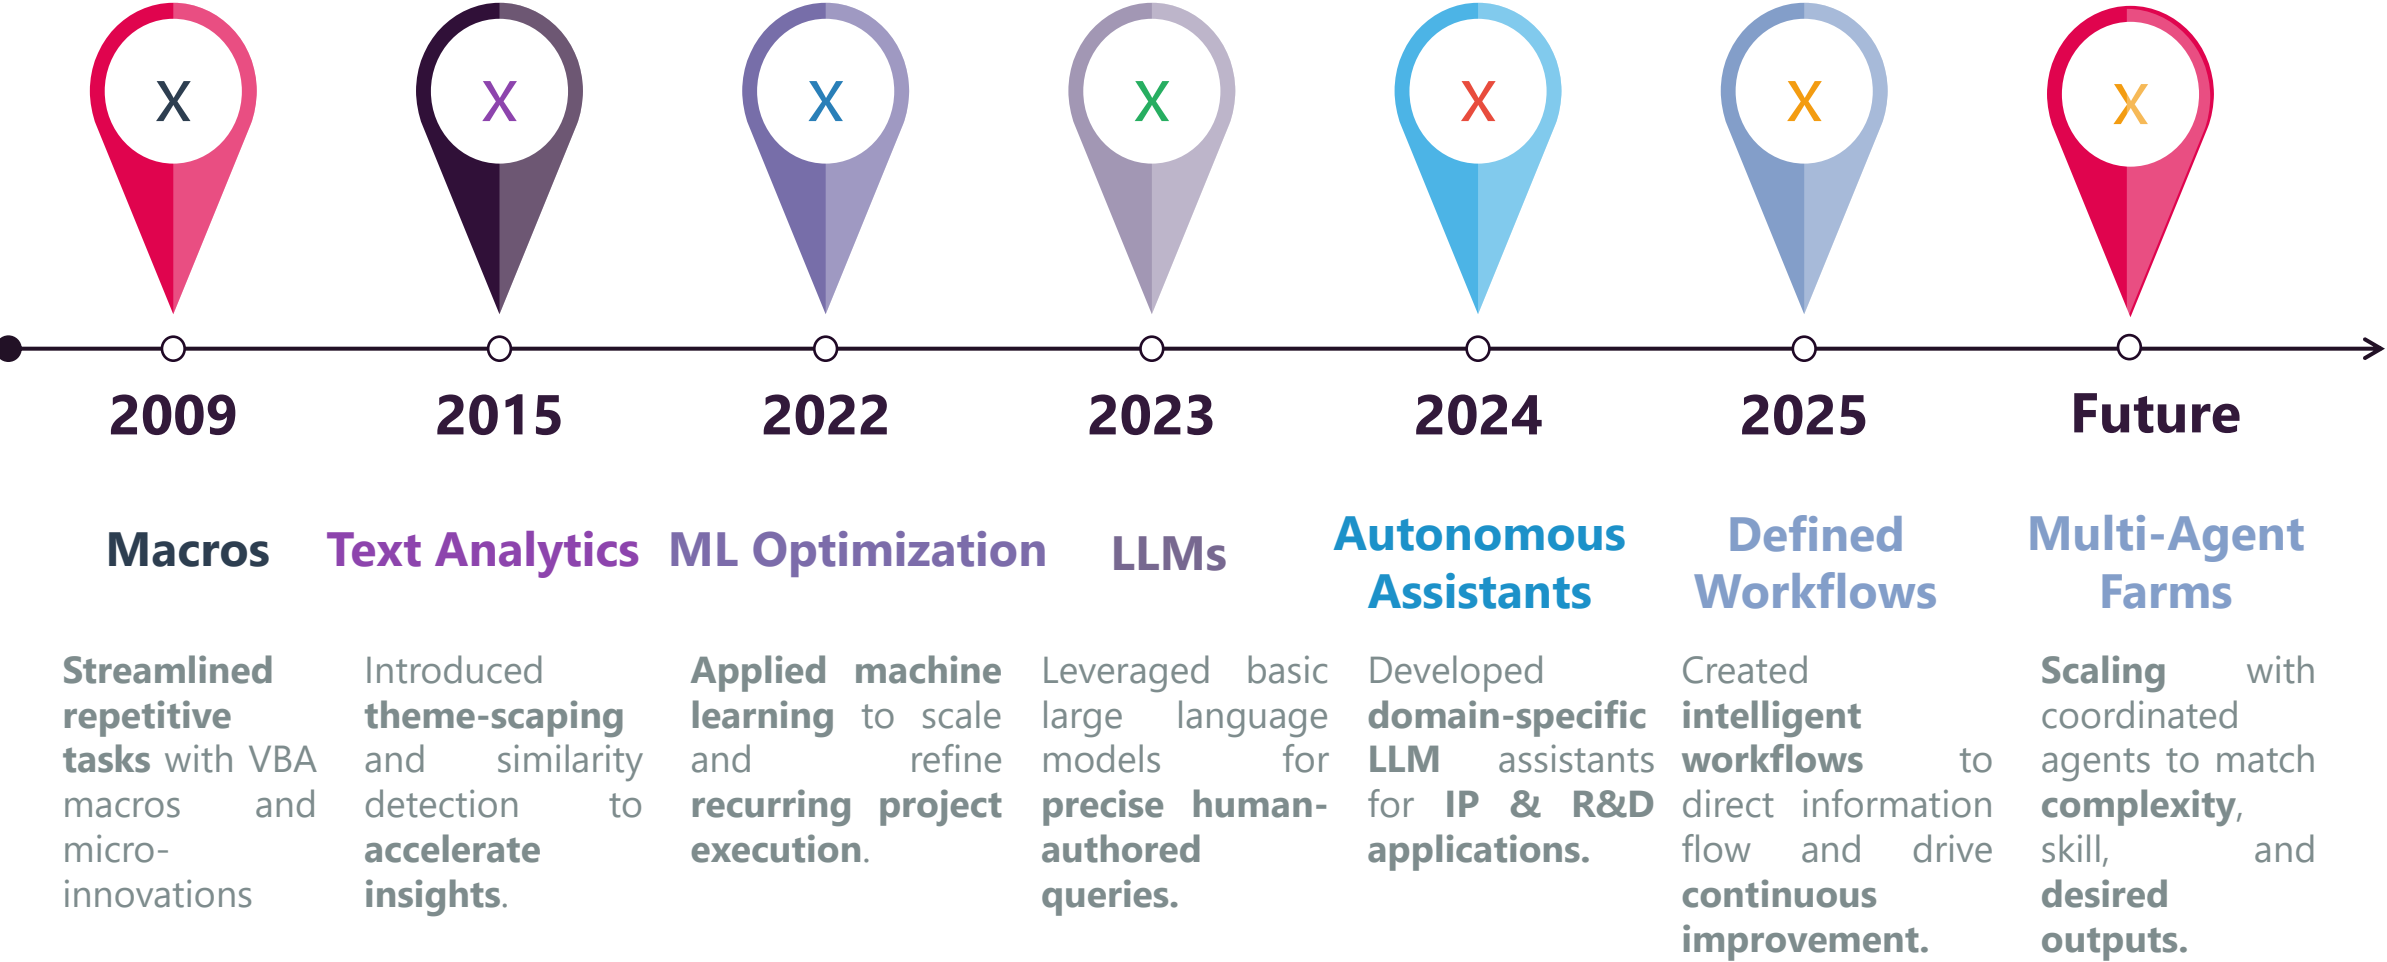 X
X
X
X
X
X
X
2009
2015
2022
2023
2024
2025
Future
Macros
Text Analytics
ML Optimization
LLMs
Autonomous
Assistants
Defined
Workflows
Multi-Agent
Farms
Streamlined
repetitive
tasks with VBA
macros and
micro-
innovations
Introduced
theme-scaping
and similarity
detection to
accelerate
insights.
Applied machine
learning to scale
and refine
recurring project
execution.
Leveraged basic
large language
models for
precise human-
authored
queries.
Developed
domain-specific
LLM assistants
for IP & R&D
applications.
Created
intelligent
workflows to
direct information
flow and drive
continuous
improvement.
Scaling with
coordinated
agents to match
complexity,
skill, and
desired
outputs.